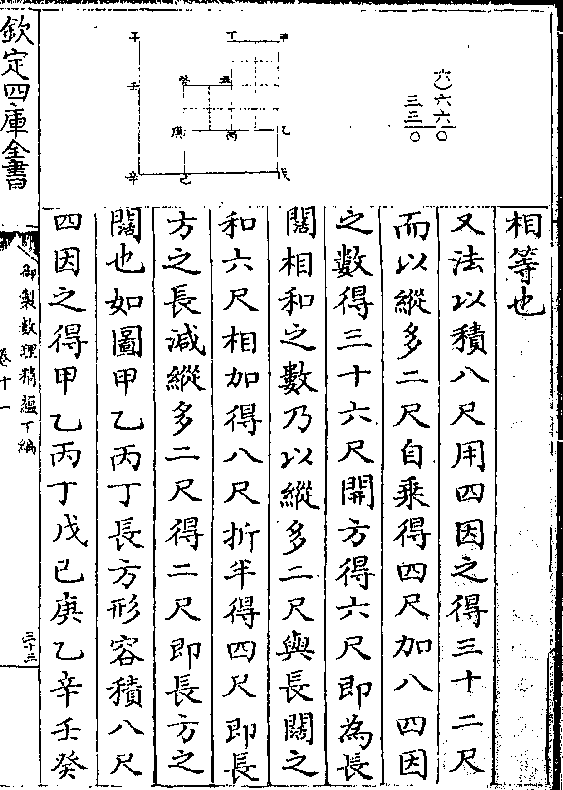 相等也
又法以積八尺用四因之得三十二尺
而以縱多二尺自乘得四尺加入四因
之數得三十六尺開方得六尺即為長
闊相和之數乃以縱多二尺與長闊之
和六尺相加得八尺折半得四尺即長
方之長減縱多二尺得二尺即長方之
闊也如圖甲乙丙丁長方形容積八尺
四因之得甲乙丙丁戊己庚乙辛壬癸
六)六六〇
三三〇
子 丁 甲
壬 癸
庚 丙 乙
辛 己 戊
欽定四庫全書
御製數理精藴下編
卷十一
三十三